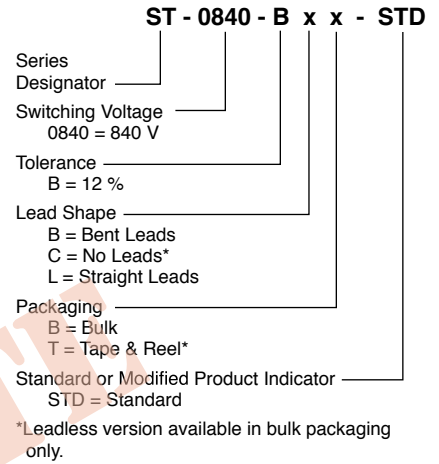 ST - 0840 - B x x - STD
Series
Designator
Switching Voltage
0840 = 840 V
Tolerance
B = 12 %
Lead Shape
B = Bent Leads
C = No Leads*
L = Straight Leads
Packaging
B = Bulk
T = Tape & Reel*
Standard or Modified Product Indicator
STD = Standard
*Leadless version available in bulk packaging
only.
TE